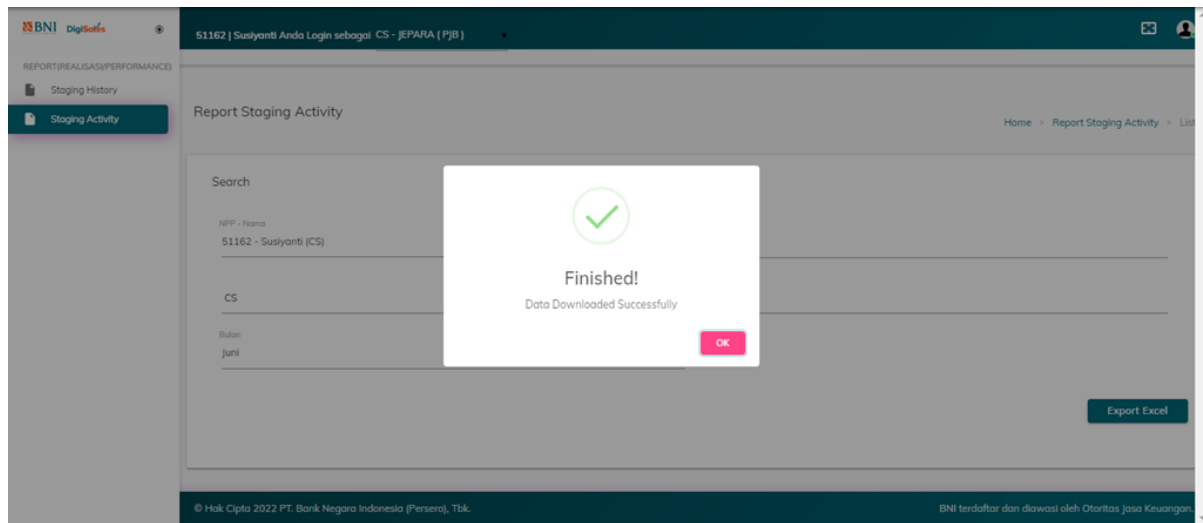 BNI DigiSales
51162 | Susiyanti Anda Login sebagai CS - JEPARA ( PJB )
REPORT(REALISASI/PERFORMANCE)
Staging History
Staging Activity
Report Staging Activity
Home > Report Staging Activity > List
Search
NPP - Nama
51162 - Susiyanti (CS)
CS
Bulan
Juni
Finished!
Data Downloaded Successfully
OK
Export Excel
© Hak Cipta 2022 PT. Bank Negara Indonesia (Persero), Tbk.
BNI terdaftar dan diawasi oleh Otoritas Jasa Keuangan.